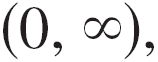 (0, ∞),